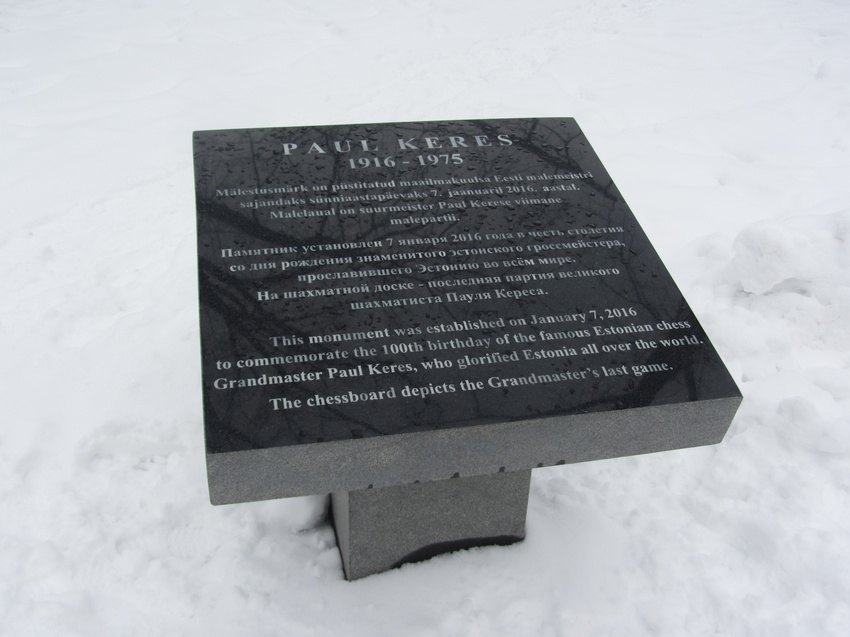 PAUL KERES
1916 - 1975
Mälestusmärk on püstitatud maailmakuulsa Eesti malemeistri
sajandaks sünniaastapäevaks 7. jaanuaril 2016. aastal.
Malelaual on suurmeister Paul Kerese viimane
malepartii.
Памятник установлен 7 января 2016 года в честь столетия
со дня рождения знаменитого эстонского гроссмейстера,
прославившего Эстонию во всём мире.
На шахматной доске - последняя партия великого
шахматиста Пауля Кереса.
This monument was established on January 7, 2016
to commemorate the 100th birthday of the famous Estonian chess
Grandmaster Paul Keres, who glorified Estonia all over the world.
The chessboard depicts the Grandmaster's last game.